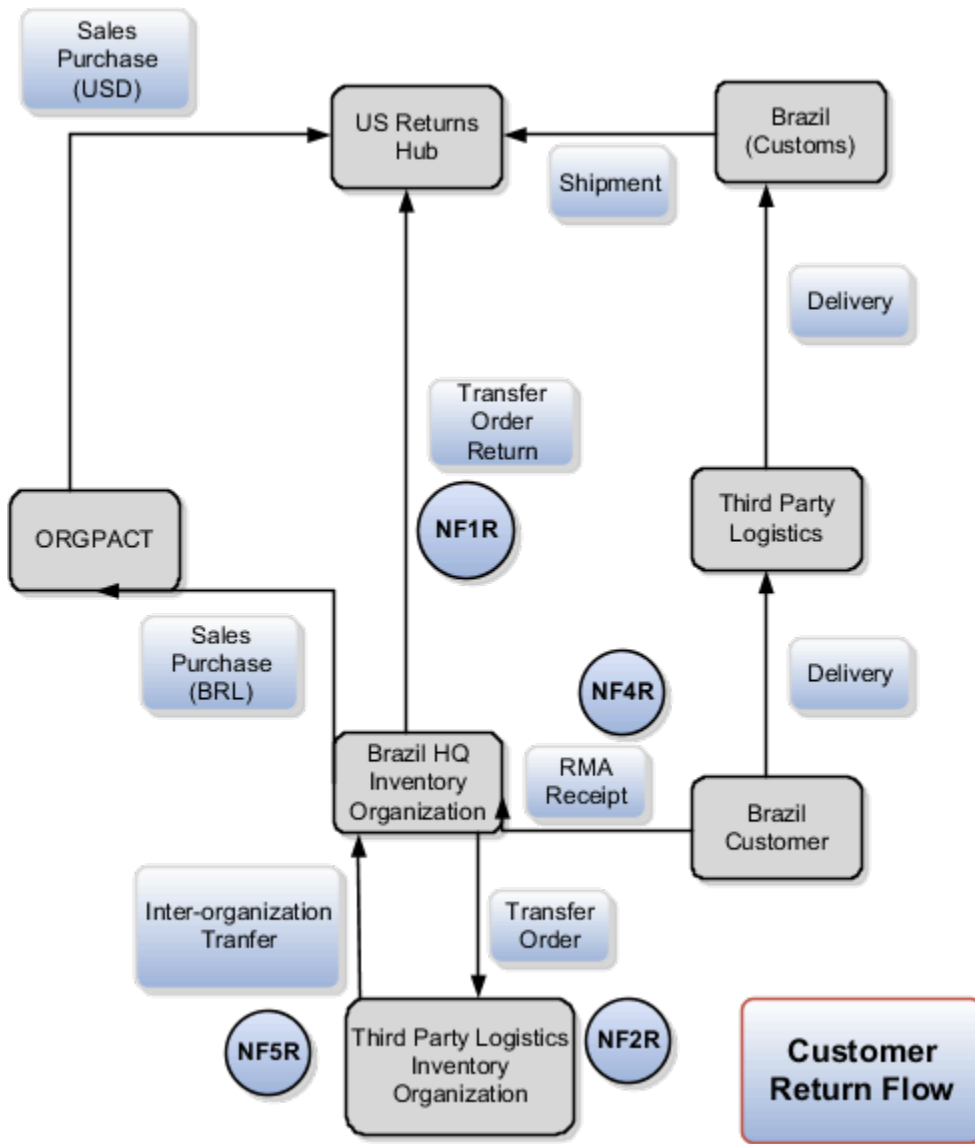 Sales
Purchase
(USD)
US Returns
Hub
Brazil
(Customs)
Shipment
Delivery
Transfer
Order
Return
NF1R
ORGPACT
Third Party
Logistics
Sales
Purchase
(BRL)
NF4R
Delivery
Brazil HQ
Inventory
Organization
RMA
Receipt
Brazil
Customer
Inter-organization
Tranfer
Transfer
Order
NF5R
Third Party Logistics
Inventory
Organization
NF2R
Customer
Return Flow